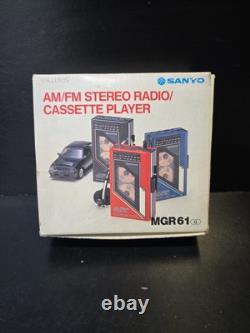 SANYO
AM/FM STEREO RADIO/
CASSETTE PLAYER
MGR61